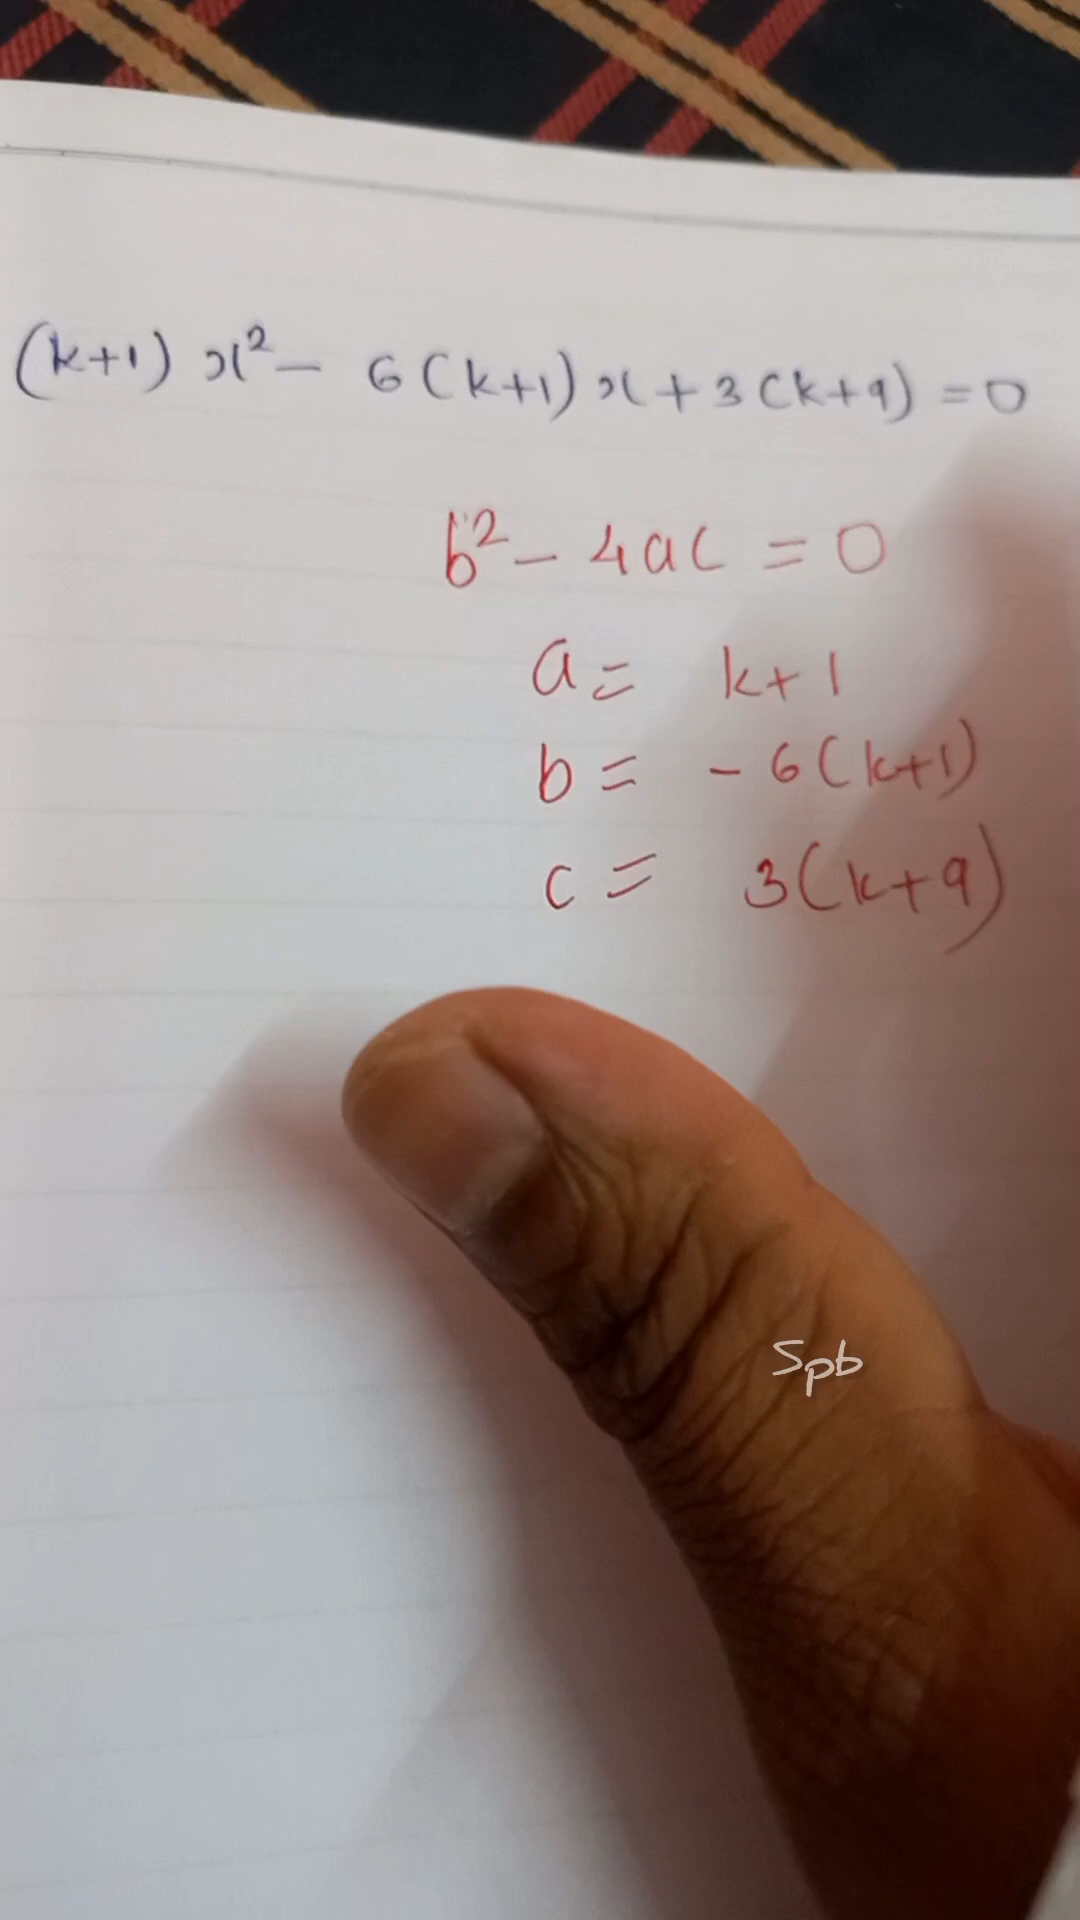 (k+1) x² - 6(k+1)x + 3(k+9) = 0
b² - 4ac = 0
a = k+1
b = -6(k+1)
c = 3(k+9)
Spb